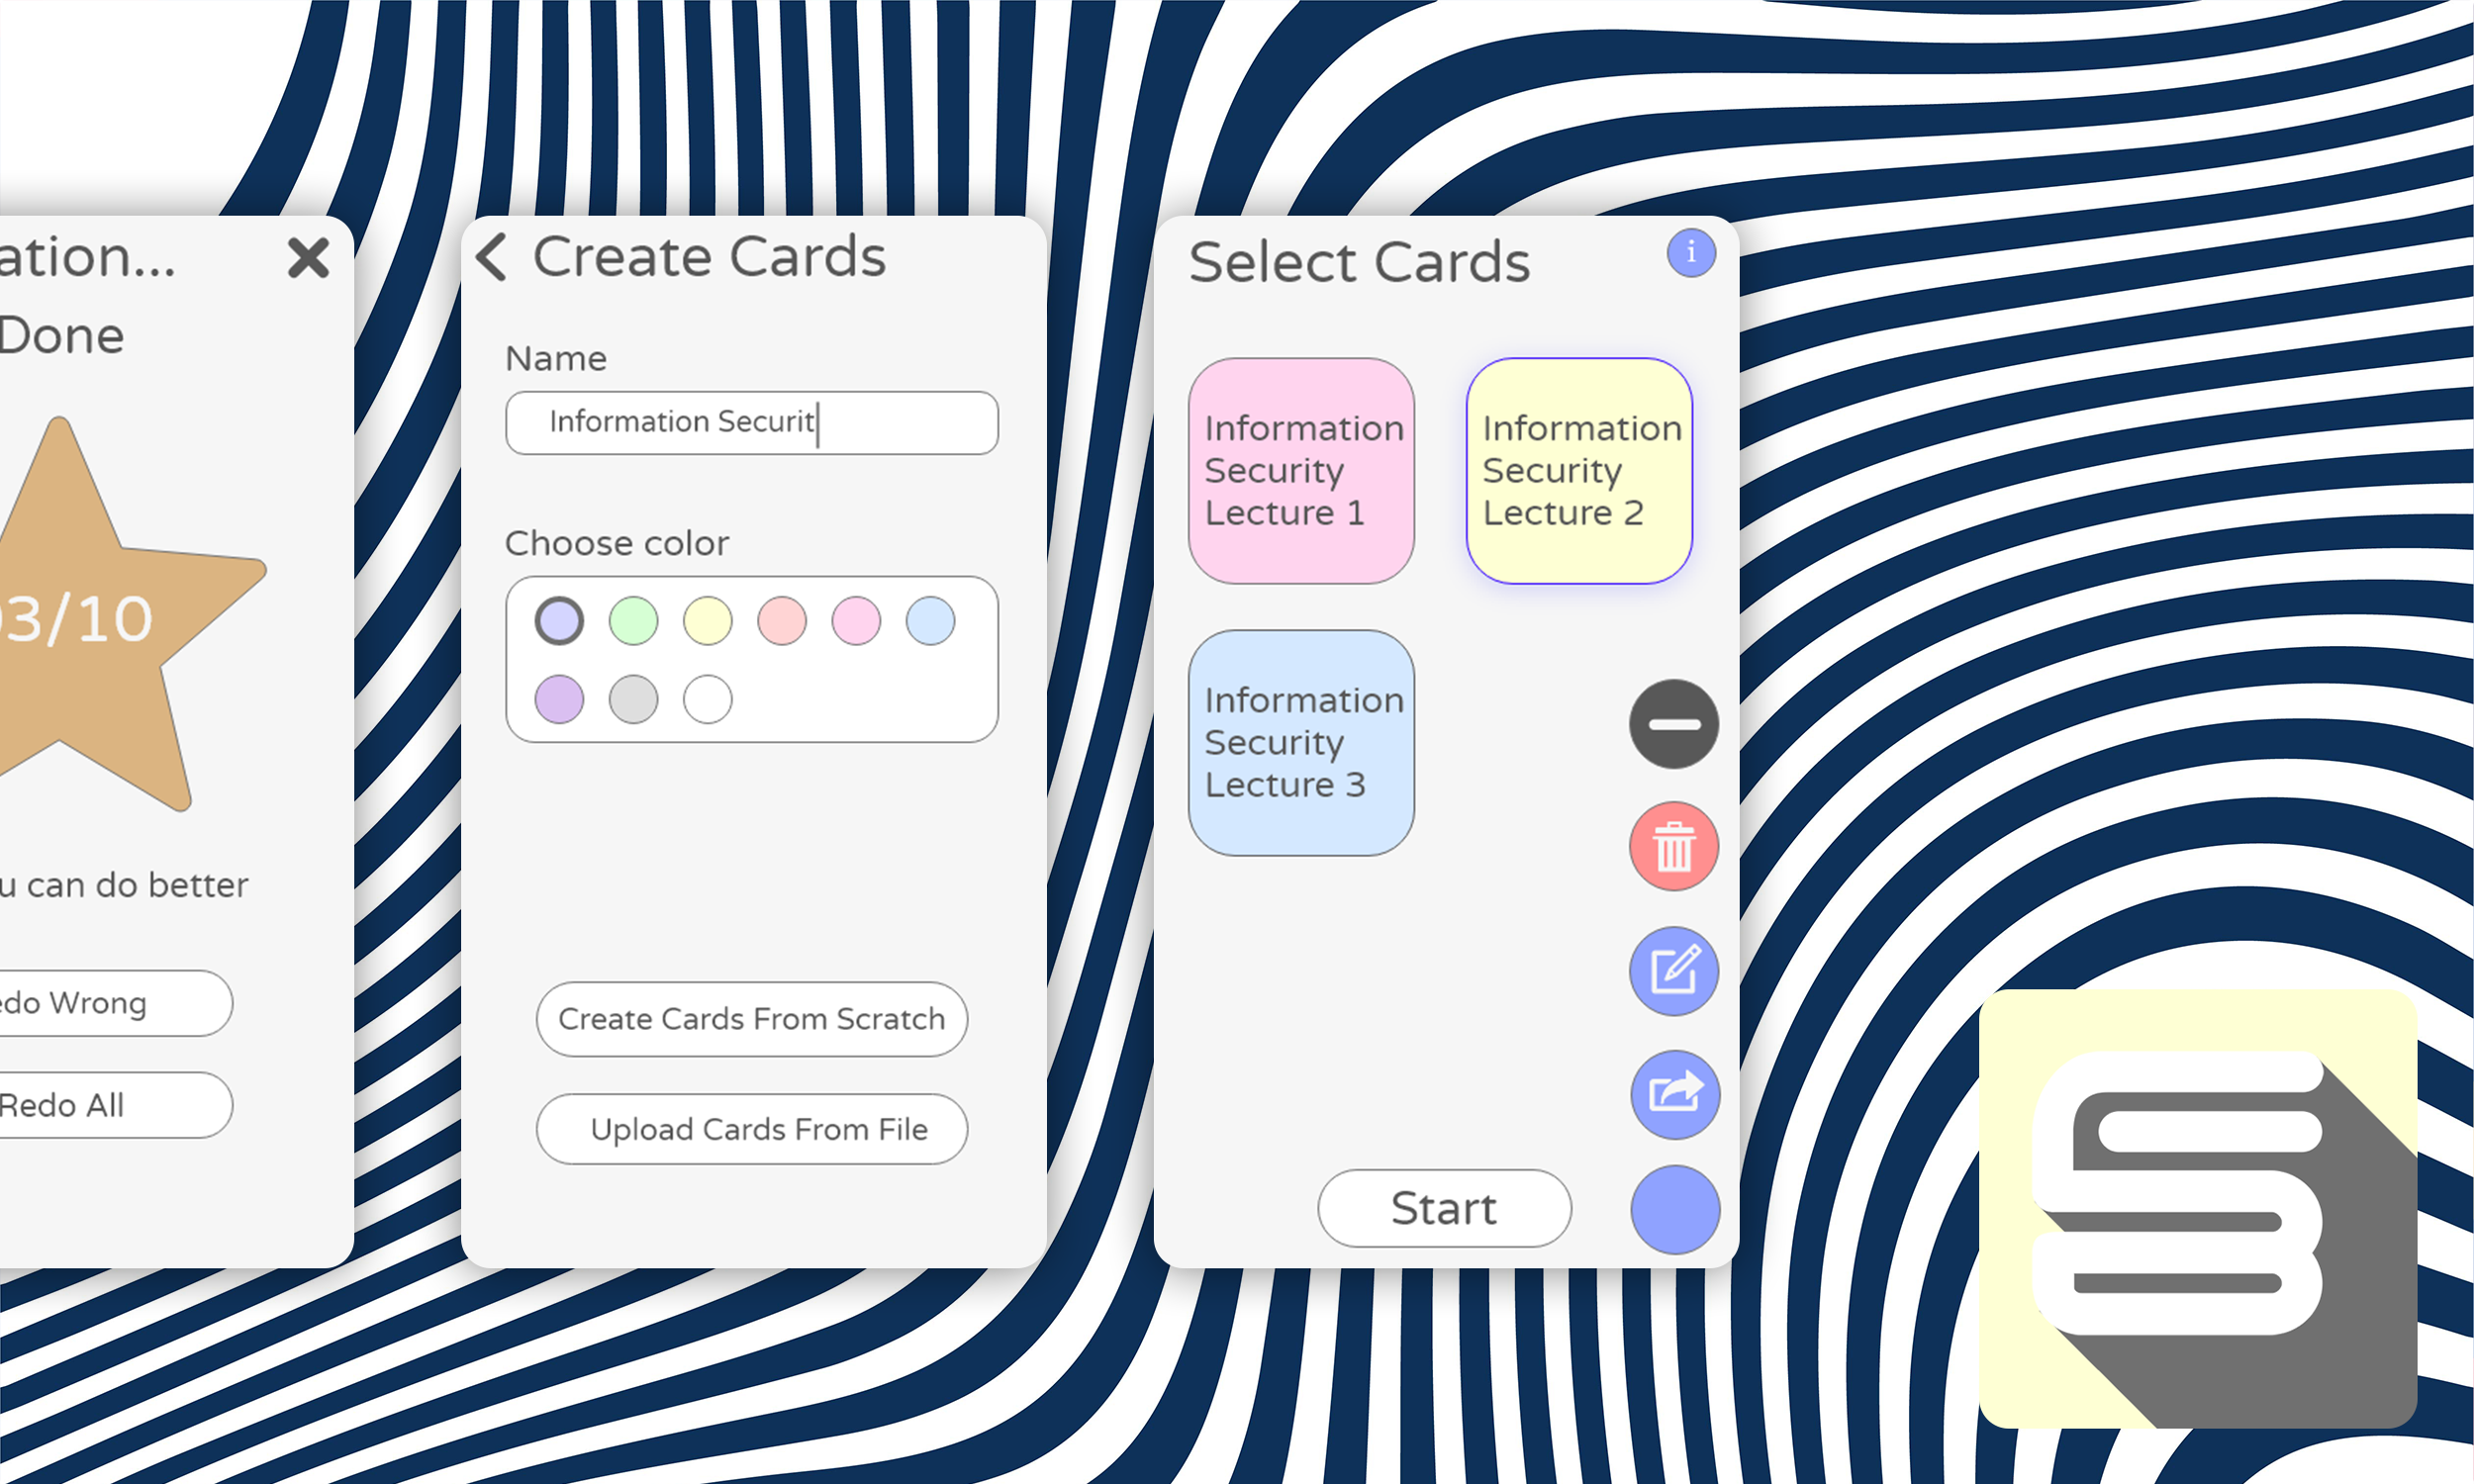 ation...
Done
03/10
u can do better
edo Wrong
Redo All
Create Cards
Name
Information Securit
Choose color
Create Cards From Scratch
Upload Cards From File
Select Cards
i
Information
Security
Lecture 1
Information
Security
Lecture 2
Information
Security
Lecture 3
Start